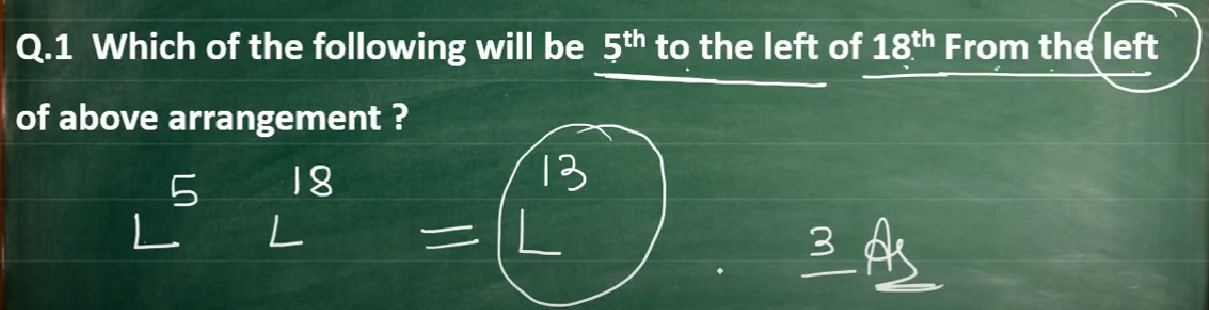 Q.1 Which of the following will be 5th to the left of 18th From the left
of above arrangement ?
5 18 13
L L = L . 3 As